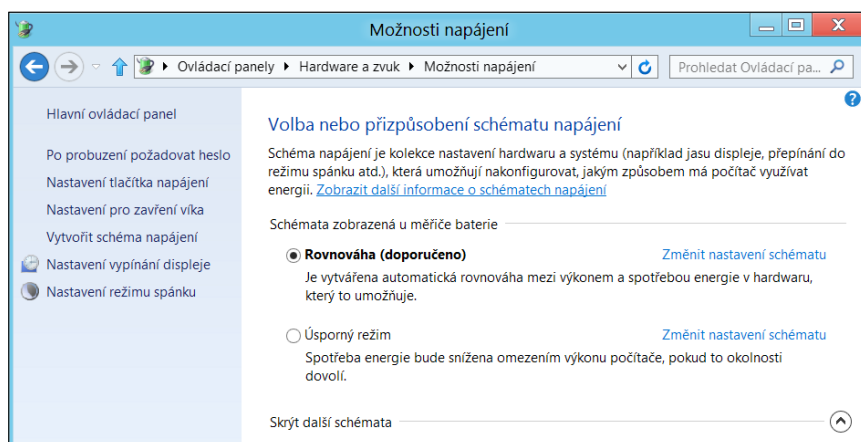 Možnosti napájení
Ovládací panely Hardware a zvuk Možnosti napájení
Prohledat Ovládací pa...
Hlavní ovládací panel
Po probuzení požadovat heslo
Nastavení tlačítka napájení
Nastavení pro zavření víka
Vytvořit schéma napájení
Nastavení vypínání displeje
Nastavení režimu spánku
Volba nebo přizpůsobení schématu napájení
Schéma napájení je kolekce nastavení hardwaru a systému (například jasu displeje, přepínání do
režimu spánku atd.), která umožňují nakonfigurovat, jakým způsobem má počítač využívat
energii. Zobrazit další informace o schématech napájení
Schémata zobrazená u měřiče baterie
Rovnováha (doporučeno) Změnit nastavení schématu
Je vytvářena automatická rovnováha mezi výkonem a spotřebou energie v hardwaru,
který to umožňuje.
Úsporný režim Změnit nastavení schématu
Spotřeba energie bude snížena omezením výkonu počítače, pokud to okolnosti
dovolí.
Skrýt další schémata